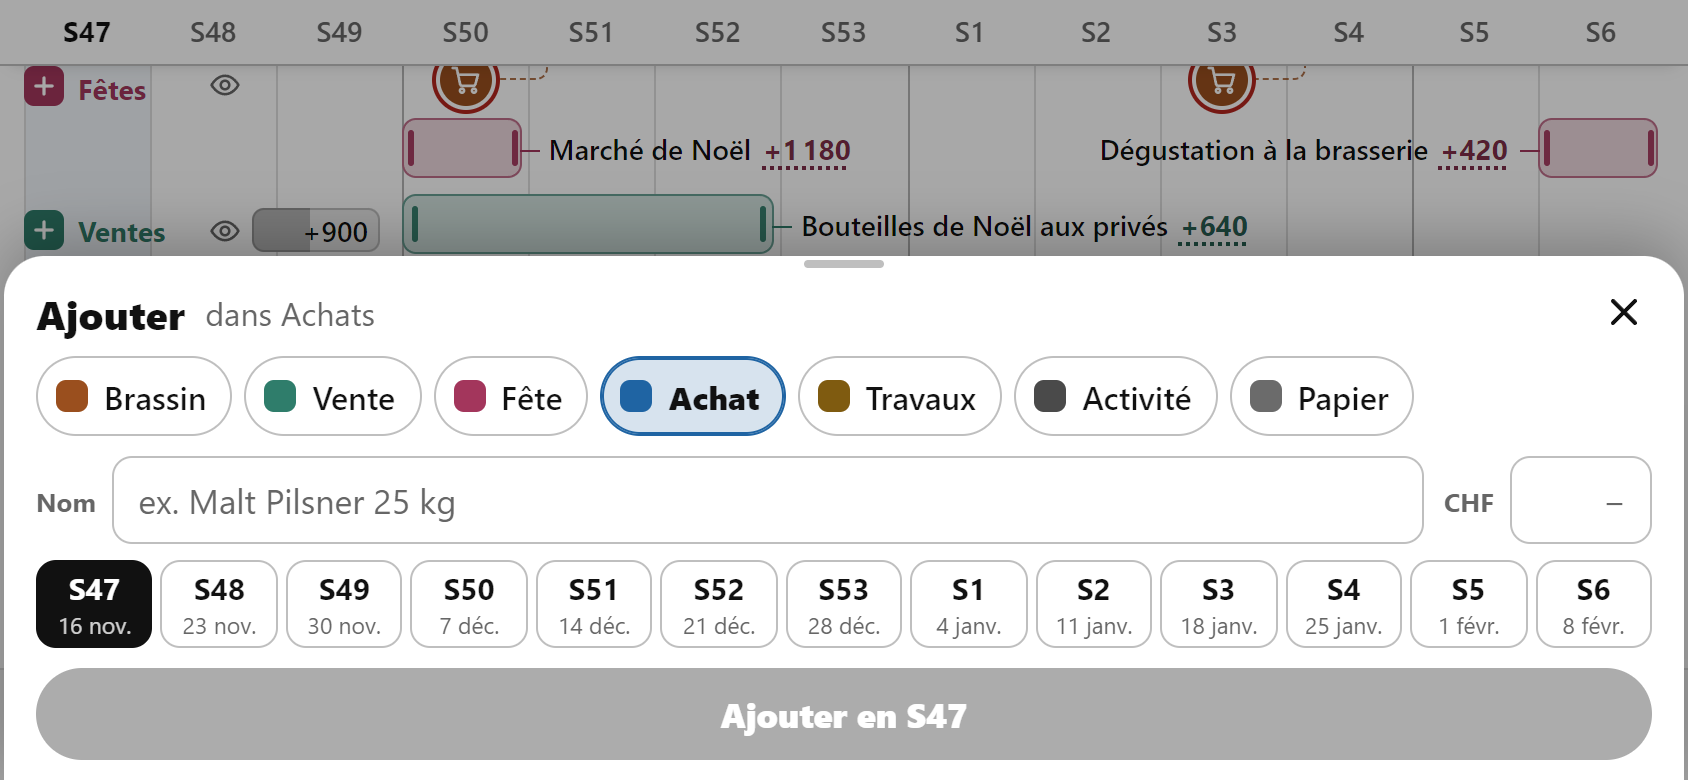 S47 S48 S49 S50 S51 S52 S53 S1 S2 S3 S4 S5 S6
Fêtes
Marché de Noël +1 180 Dégustation à la brasserie +420
Ventes +900 Bouteilles de Noël aux privés +640
Ajouter dans Achats
Brassin Vente Fête Achat Travaux Activité Papier
Nom ex. Malt Pilsner 25 kg CHF –
S47 S48 S49 S50 S51 S52 S53 S1 S2 S3 S4 S5 S6
16 nov. 23 nov. 30 nov. 7 déc. 14 déc. 21 déc. 28 déc. 4 janv. 11 janv. 18 janv. 25 janv. 1 févr. 8 févr.
Ajouter en S47